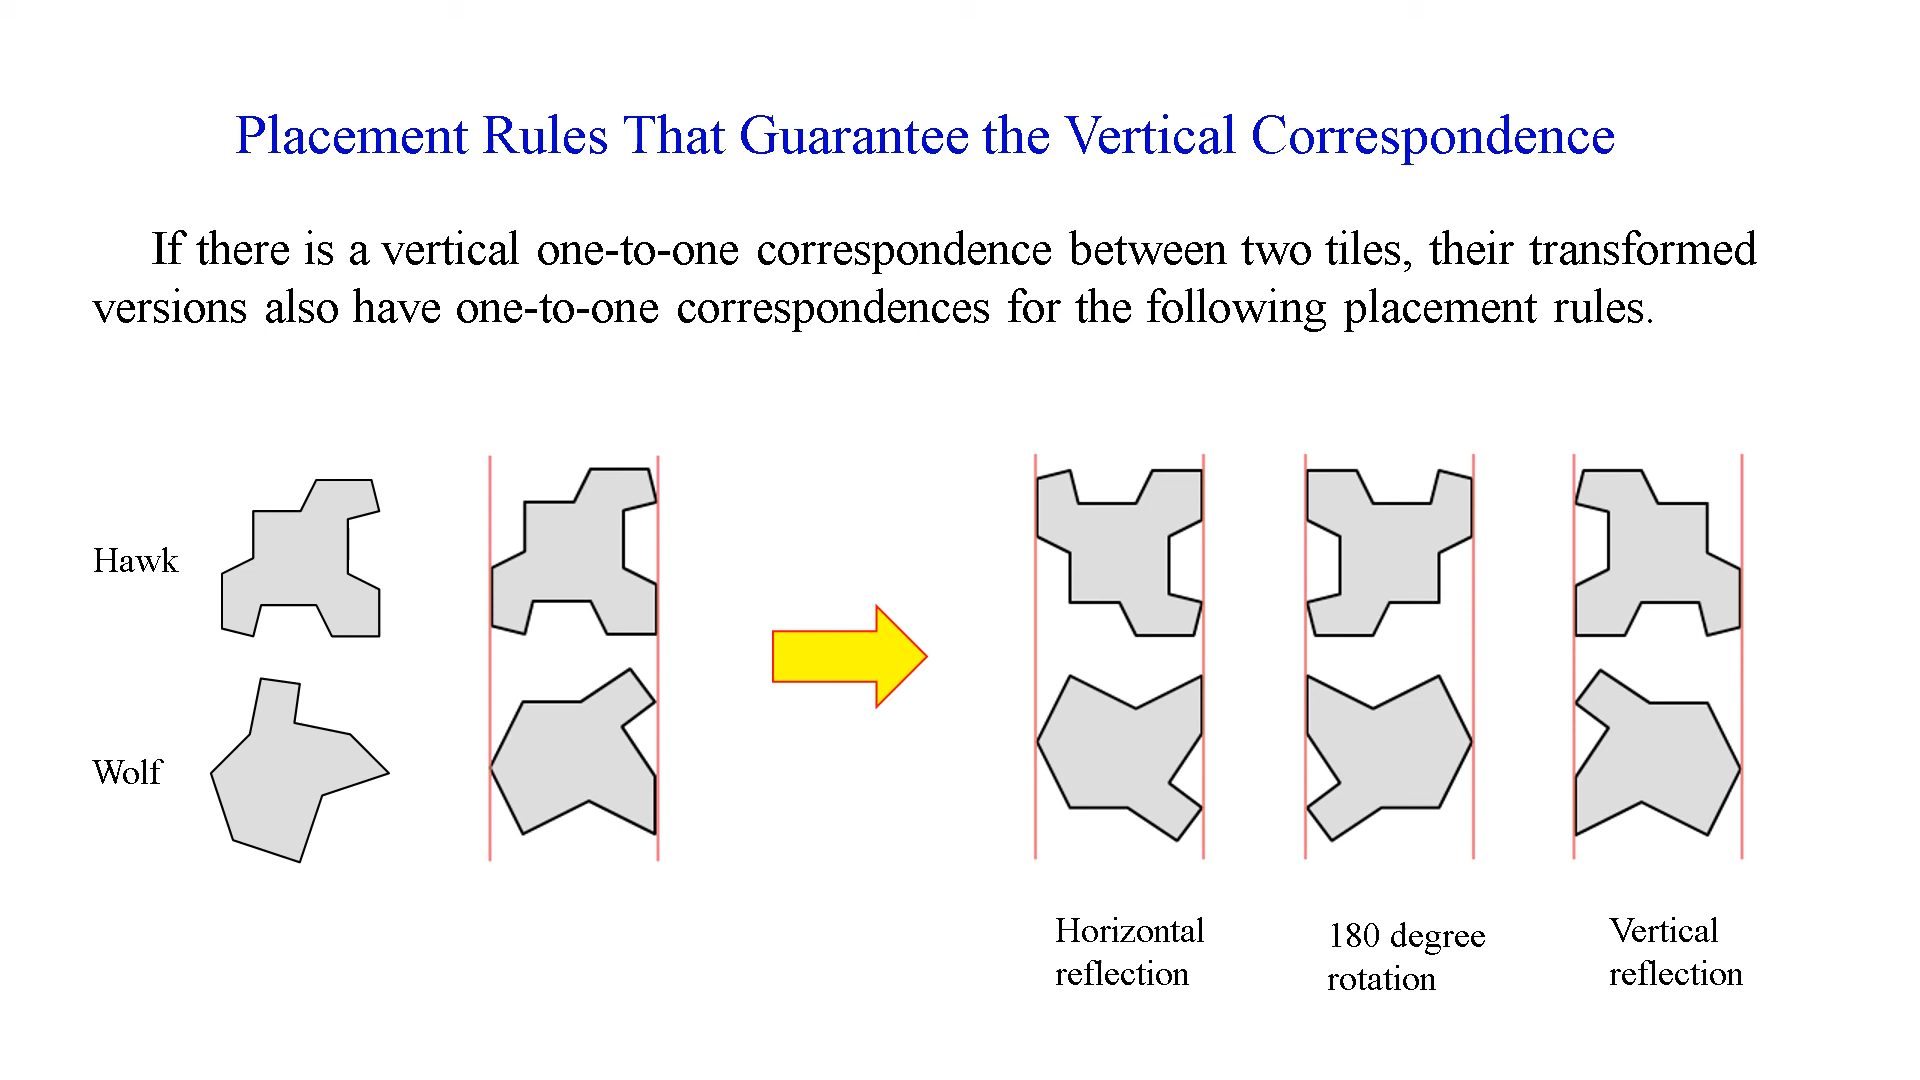 Placement Rules That Guarantee the Vertical Correspondence
If there is a vertical one-to-one correspondence between two tiles, their transformed
versions also have one-to-one correspondences for the following placement rules.
Hawk
Wolf
Horizontal
reflection
180 degree
rotation
Vertical
reflection